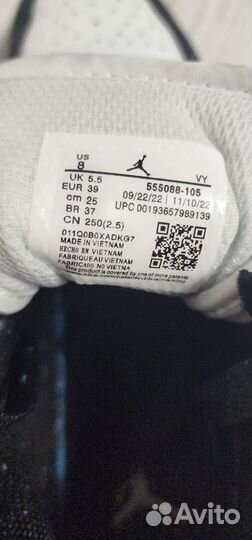 US
8
UK 5.5
EUR 39
cm 25
BR 37
CN 250(2.5)
VY
555088-105
09/22/22 | 11/10/22
UPC 00193657989139
011Q0B0XADKG7
MADE IN VIETNAM
HECHO EN VIETNAM
FABRIQUE AU VIETNAM
FABRICADO NO VIETNAM
Avito